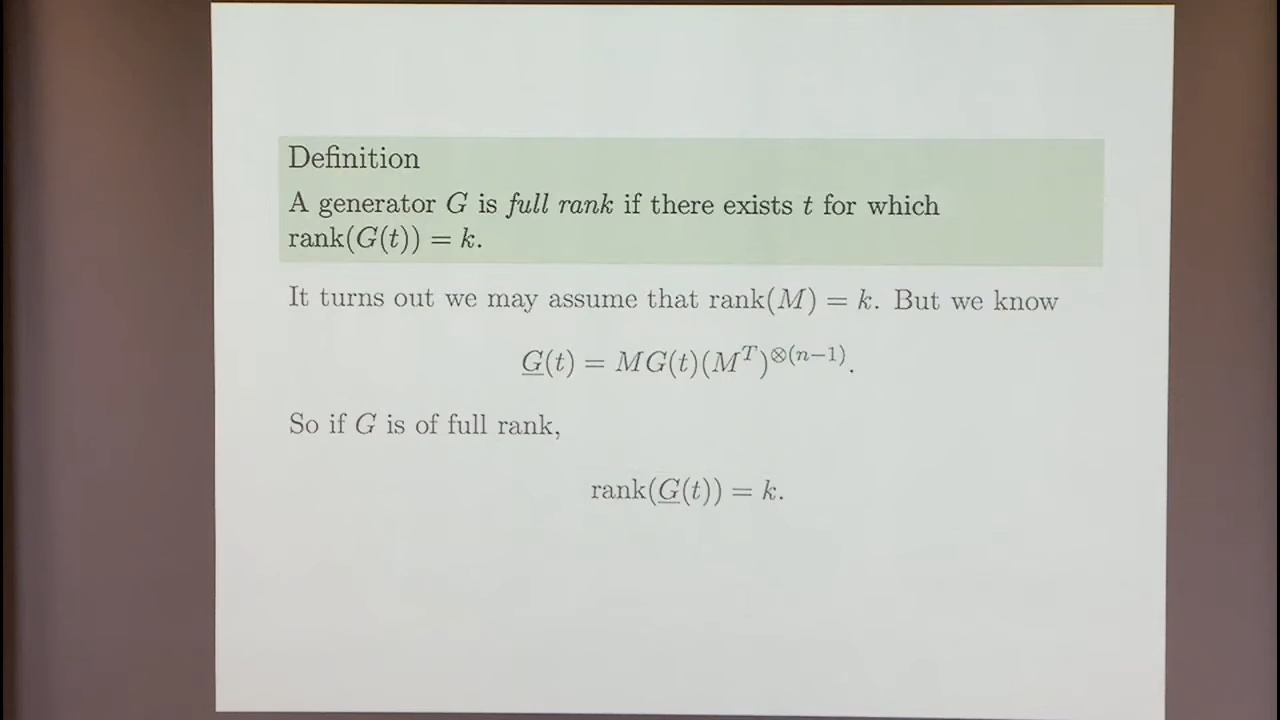 Definition
A generator G is full rank if there exists t for which
rank(G(t)) = k.
It turns out we may assume that rank(M) = k. But we know
G̲(t) = MG(t)(Mᵀ)^{⊗(n−1)}.
So if G is of full rank,
rank(G̲(t)) = k.